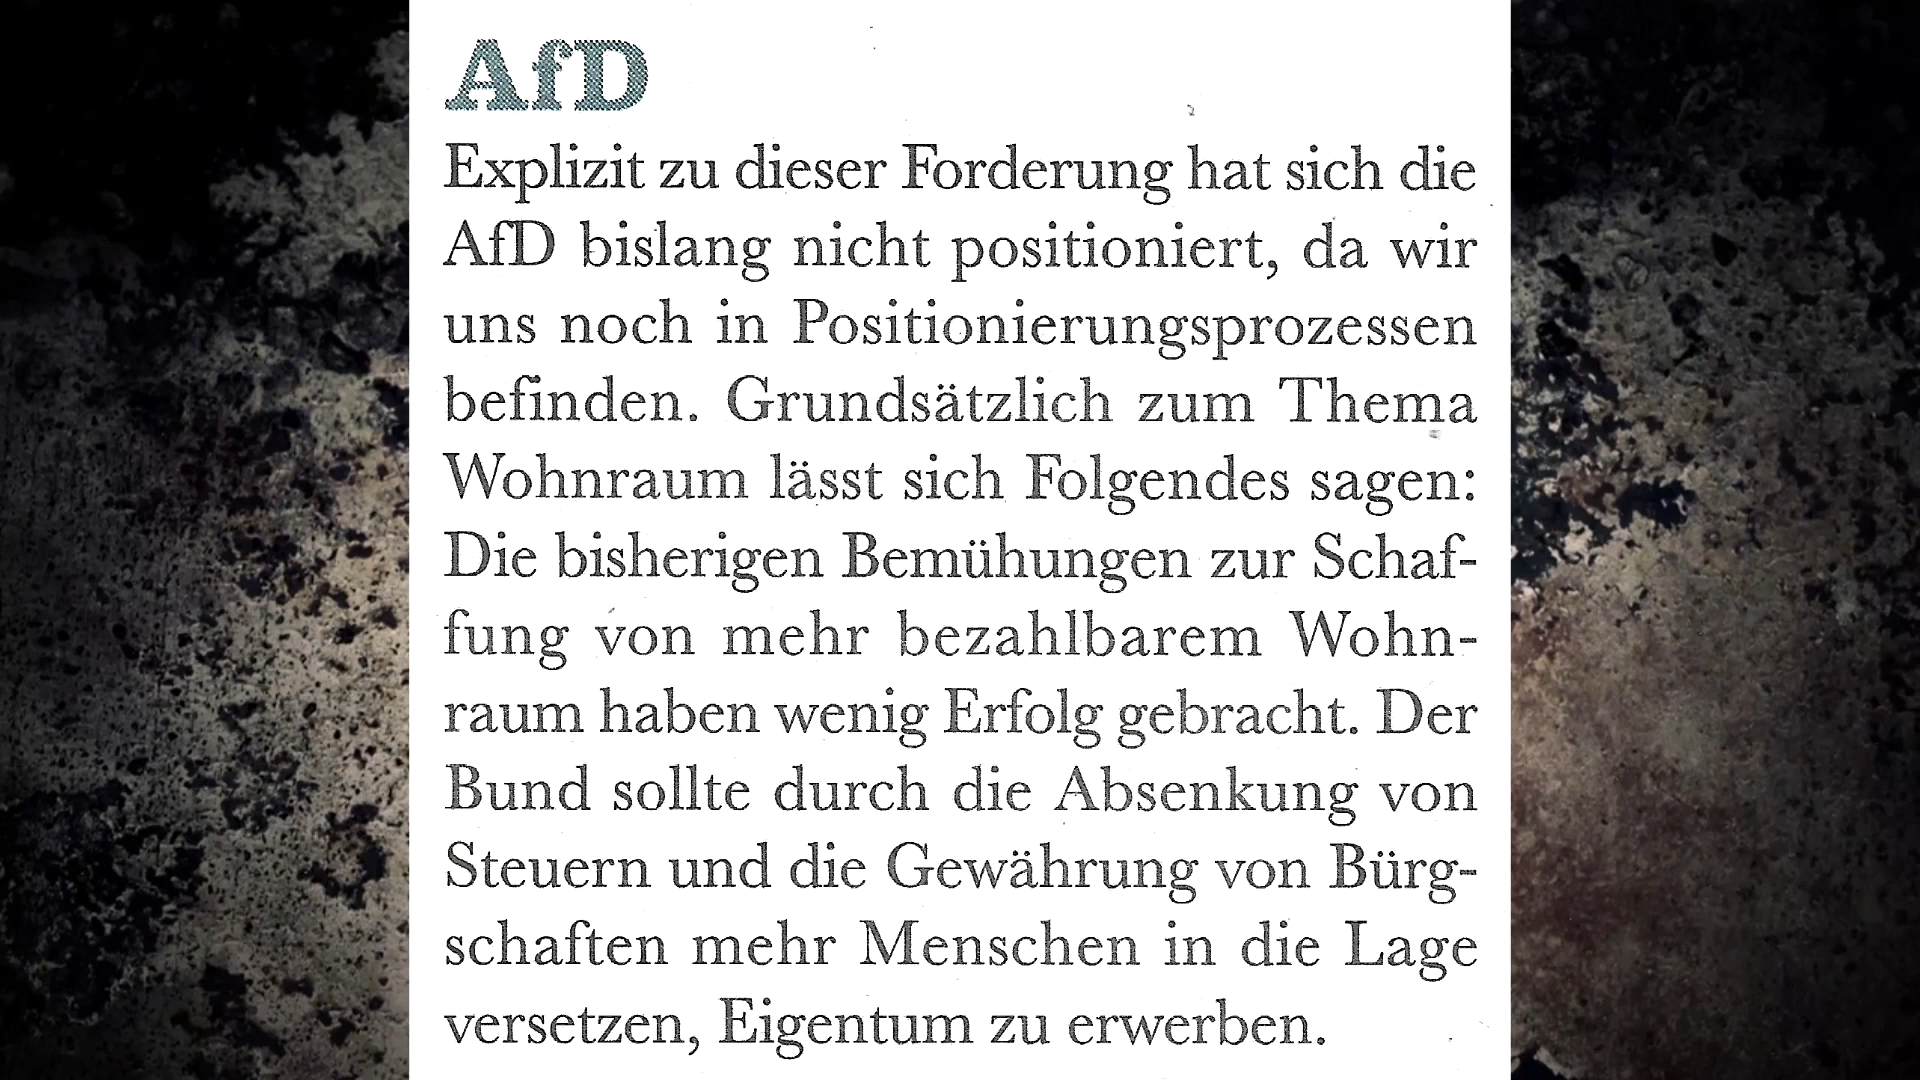 AfD
Explizit zu dieser Forderung hat sich die
AfD bislang nicht positioniert, da wir
uns noch in Positionierungsprozessen
befinden. Grundsätzlich zum Thema
Wohnraum lässt sich Folgendes sagen:
Die bisherigen Bemühungen zur Schaf-
fung von mehr bezahlbarem Wohn-
raum haben wenig Erfolg gebracht. Der
Bund sollte durch die Absenkung von
Steuern und die Gewährung von Bürg-
schaften mehr Menschen in die Lage
versetzen, Eigentum zu erwerben.